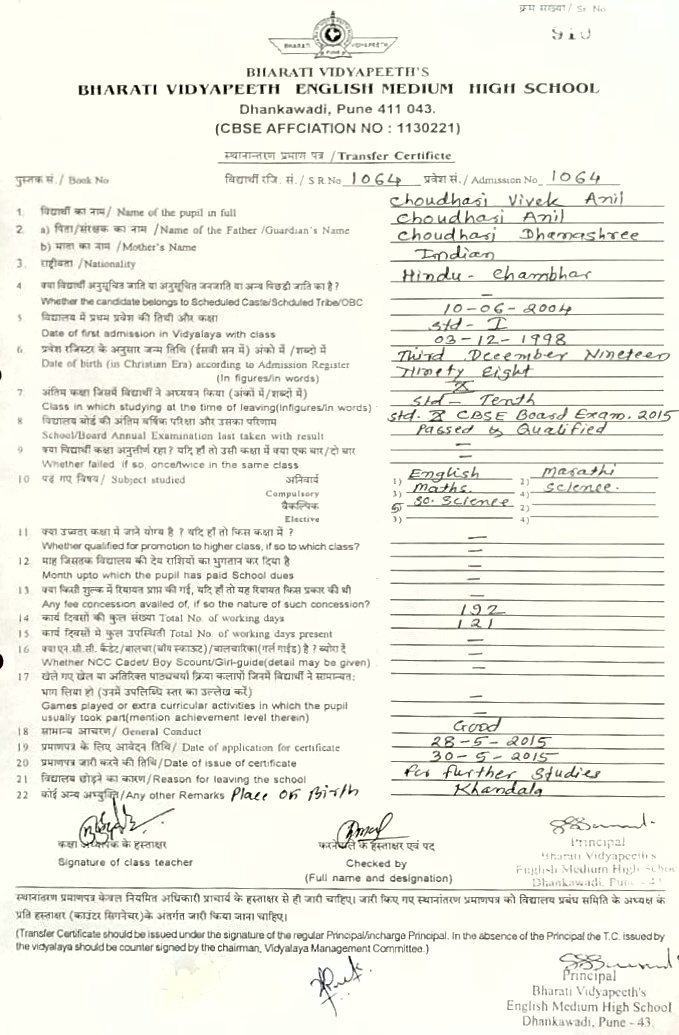 क्रम संख्या / Sr. No.
910
BHARATI VIDYAPEETH
PUNE
BHARATI VIDYAPEETH'S
BHARATI VIDYAPEETH ENGLISH MEDIUM HIGH SCHOOL
Dhankawadi, Pune 411 043.
(CBSE AFFCIATION NO : 1130221)
स्थानान्तरण प्रमाण पत्र /Transfer Certificte
पुस्तक सं./ Book No विद्यार्थी रजि. सं./ S.R.No. 1064 प्रवेश सं./ Admission No. 1064
1. विद्यार्थी का नाम/ Name of the pupil in full Choudhari Vivek Anil
2. a) पिता/संरक्षक का नाम /Name of the Father /Guardian's Name Choudhari Anil
b) माता का नाम /Mother's Name Choudhari Dhanashree
3. राष्ट्रीयता /Nationality Indian
4 क्या विद्यार्थी अनुसूचित जाति या अनुसूचित जनजाति या अन्य पिछडी जाति का है ? Hindu - Chambhar
Whether the candidate belongs to Scheduled Caste/Schduled Tribe/OBC —
5 विद्यालय में प्रथम प्रवेश की तिथी और कक्षा 10-06-2004
Date of first admission in Vidyalaya with class Std - I
6 प्रवेश रजिस्टर के अनुसार जन्म तिथि (ईसवी सन में) अंकों में /शब्दो में 03-12-1998
Date of birth (in Christian Era) according to Admission Register Third December Nineteen
(In figures/in words) Ninety Eight
7. अंतिम कक्षा जिसमें विद्यार्थी ने अध्ययन किया (अंकों में/शब्दों में) X
Class in which studying at the time of leaving(Infigures/in words) Std - Tenth
8 विद्यालय बोर्ड की अंतिम बर्षिक परिक्षा और उसका परिणाम Std. X CBSE Board Exam. 2015
School/Board Annual Examination last taken with result Passed & Qualified
9 क्या विद्यार्थी कक्षा अनुत्तीर्ण रहा? यदि हाँ तो उसी कक्षा में क्या एक बार/दो बार —
Whether failed if so, once/twice in the same class —
10 पढ़े गए विषय/ Subject studied अनिवार्य 1) English 2) Marathi
Compulsory 3) Maths. 4) Science.
वैकल्पिक 5) So. Science 2)
Elective 3) 4)
11 क्या उच्चतर कक्षा में जाने योग्य है ? यदि हाँ तो किस कक्षा में ? —
Whether qualified for promotion to higher class, if so to which class? —
12 माह जिसतक विद्यालय की देय राशियों का भुगतान कर दिया है —
Month upto which the pupil has paid School dues —
13 क्या किसी शुल्क में रियायत प्राप्त की गई, यदि हाँ तो यह रियायत किस प्रकार की थी —
Any fee concession availed of, if so the nature of such concession?
14 कार्य दिवसों की कुल संख्या Total No. of working days 192
15 कार्य दिवसों में कुल उपस्थिती Total No. of working days present 121
16 क्या एन.सी.सी. कैडेट/ बालचर(बॉय स्काऊट)/बालचारिका(गर्ल गाईड) है ? ब्योरा दें —
Whether NCC Cadet/ Boy Scount/Girl-guide(detail may be given) —
17 खेले गए खेल या अतिरिक्त पाठ्यचर्या क्रिया कलापों जिनमें विद्यार्थी ने सामान्यतः
भाग लिया हो (उनमें उपलिब्धि स्तर का उल्लेख करें)
Games played or extra curricular activities in which the pupil —
usually took part(mention achievement level therein) —
18 सामान्य आचरण/ General Conduct Good
19 प्रमाणपत्र के लिए आवेदन तिथि/ Date of application for certificate 28-5-2015
20 प्रमाणपत्र जारी करने की तिथि/Date of issue of certificate 30-5-2015
21 विद्यालय छोड़ने का कारण/Reason for leaving the school For further Studies
22 कोई अन्य अभ्युक्ति/Any other Remarks Place Of Birth Khandala
कक्षा अध्यापक के हस्ताक्षर
Signature of class teacher
करनेवाले के हस्ताक्षर एवं पद
Checked by
(Full name and designation)
Principal
Bharati Vidyapeeth's
English Medium High School
Dhankawadi, Pune - 43.
स्थानांतरण प्रमाणपत्र केवल नियमित अधिकारी प्राचार्य के हस्ताक्षर से ही जारी चाहिए। जारी किए गए स्थानंतरण प्रमाणपत्र को विद्यालय प्रबंध समिति के अध्यक्ष के
प्रति हस्ताक्षर (काउंटर सिगनेचर)के अंतर्गत जारी किया जाना चाहिए।
(Transfer Certificate should be issued under the signature of the regular Principal/incharge Principal. In the absence of the Principal the T.C. issued by
the vidyalaya should be counter signed by the chairman, Vidyalaya Management Committee.)
Principal
Bharati Vidyapeeth's
English Medium High School
Dhankawadi, Pune - 43.